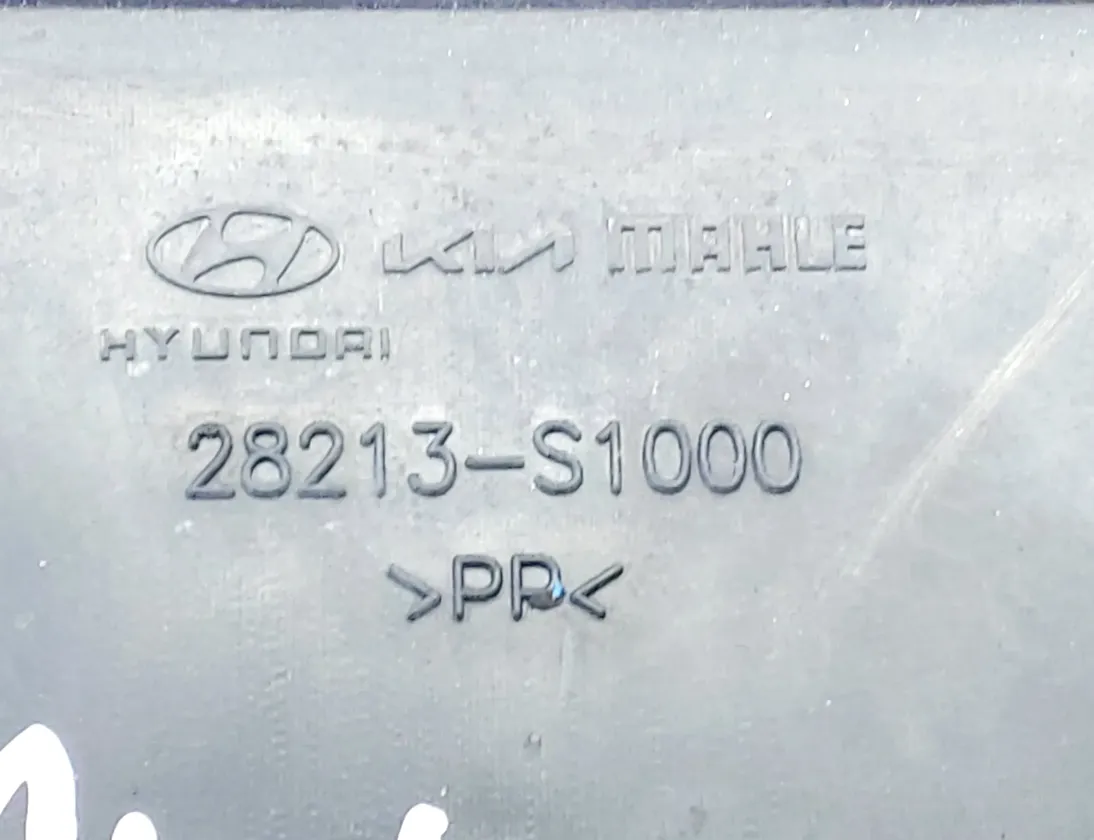 KIA MAHLE
HYUNDAI
28213-S1000
>PP<